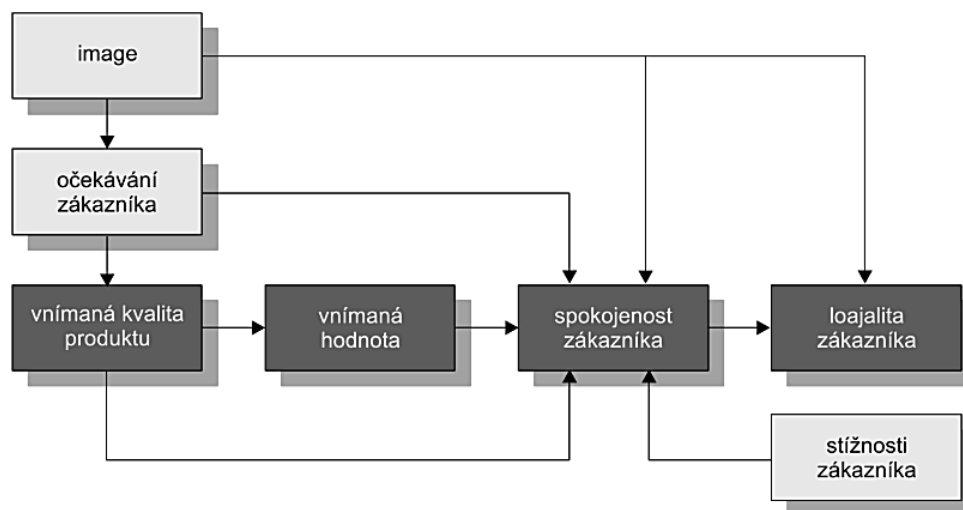 image
očekávání
zákazníka
vnímaná kvalita
produktu
vnímaná
hodnota
spokojenost
zákazníka
loajalita
zákazníka
stížnosti
zákazníka